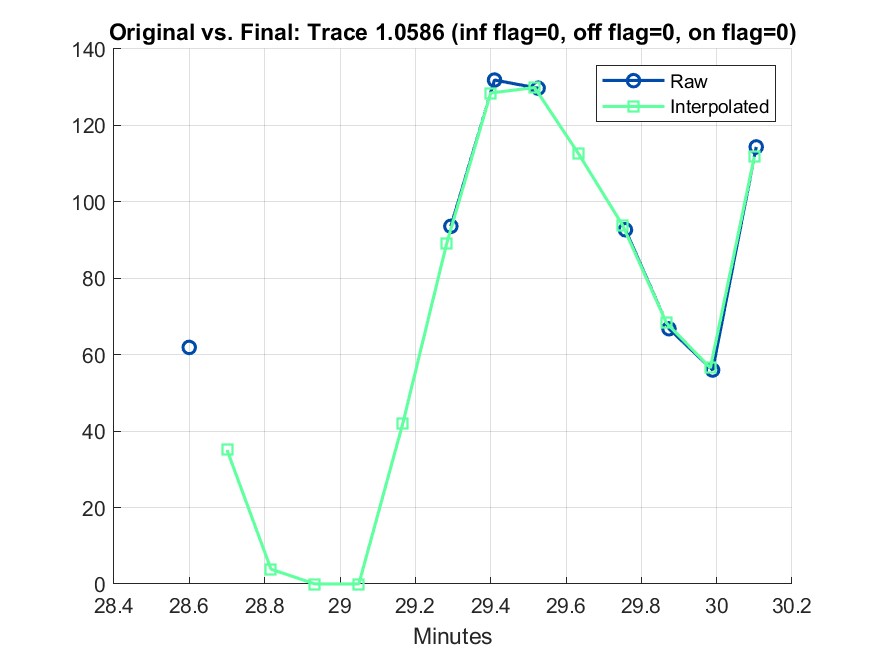 Original vs. Final: Trace 1.0586 (inf flag=0, off flag=0, on flag=0)
140
120
100
80
60
40
20
0
Raw
Interpolated
28.4 28.6 28.8 29 29.2 29.4 29.6 29.8 30 30.2
Minutes